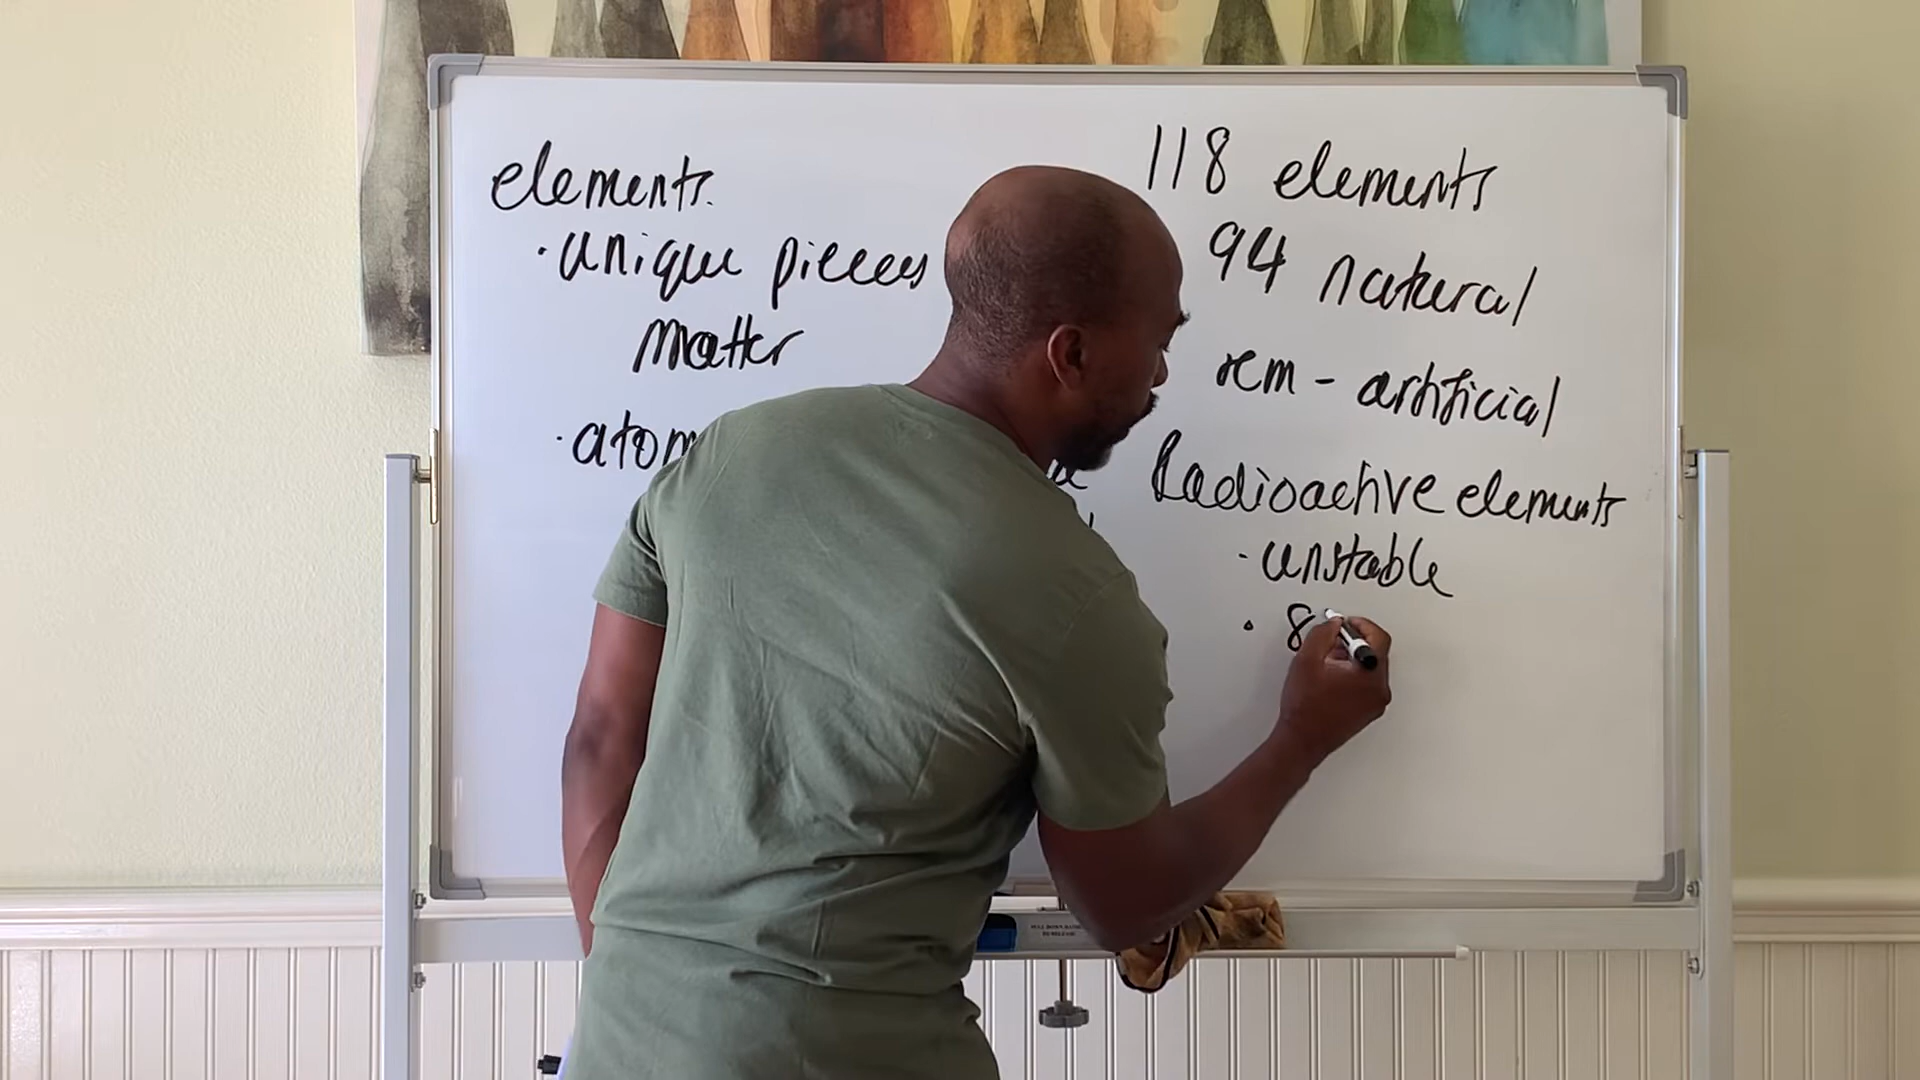 elements.
·unique pieces
matter
·atom
118 elements
94 natural
rem - artificial
Radioactive elements
·unstable
· 8